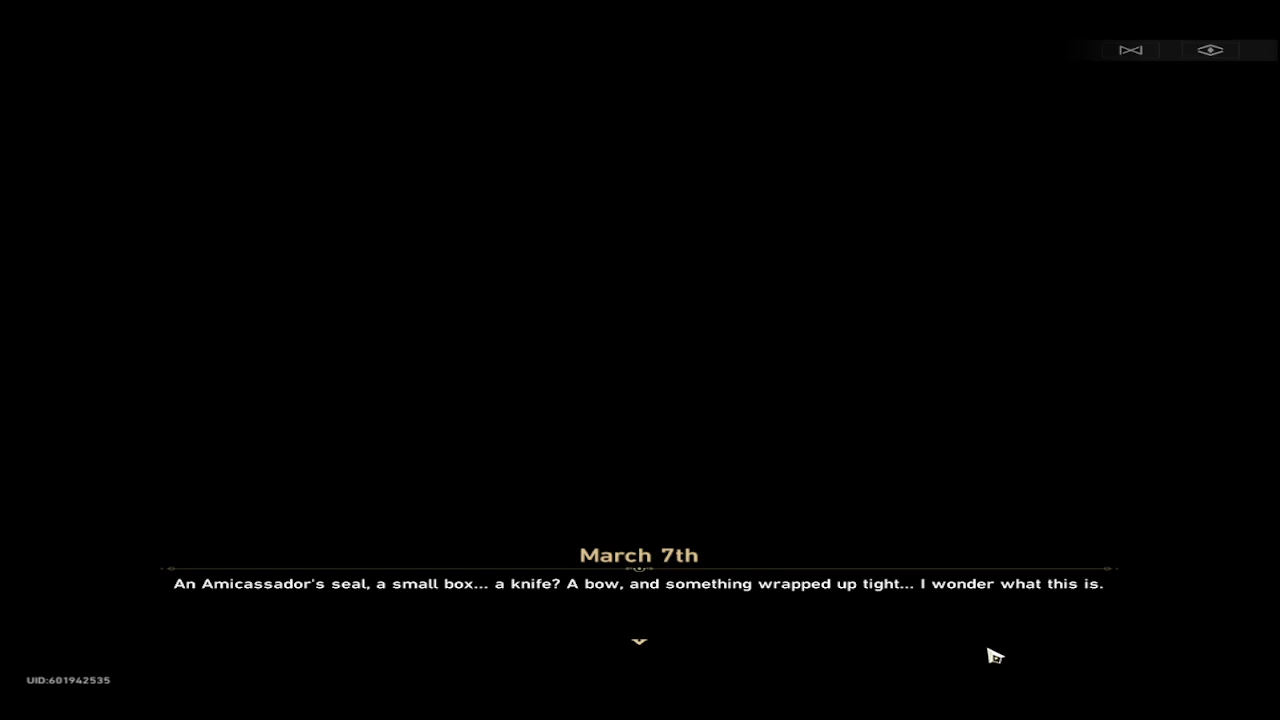 March 7th
An Amicassador's seal, a small box... a knife? A bow, and something wrapped up tight... I wonder what this is.
UID:601942535